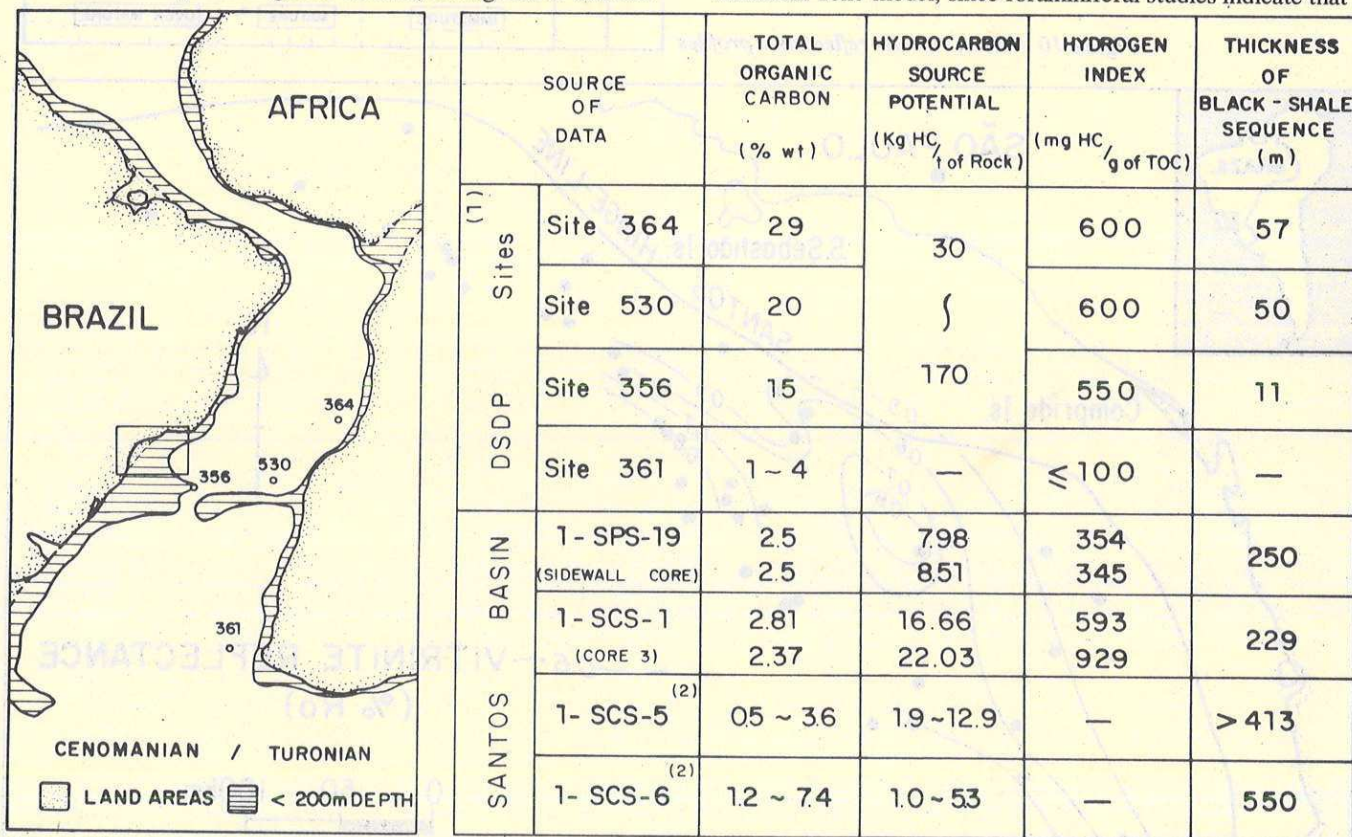 AFRICA
BRAZIL
364
530
356
361
CENOMANIAN / TURONIAN
LAND AREAS
< 200m DEPTH
SOURCE OF DATA
TOTAL ORGANIC CARBON (% wt)
HYDROCARBON SOURCE POTENTIAL (Kg HC/t of Rock)
HYDROGEN INDEX (mg HC/g of TOC)
THICKNESS OF BLACK-SHALE SEQUENCE (m)
DSDP Sites (1)
Site 364 29 30 600 57
Site 530 20 ∫ 600 50
Site 356 15 170 550 11
Site 361 1 ~ 4 — ≤ 100 —
SANTOS BASIN
1-SPS-19 2.5 798 354 250
(SIDEWALL CORE) 2.5 8.51 345
1-SCS-1 2.81 16.66 593 229
(CORE 3) 2.37 22.03 929
1-SCS-5 (2) 0.5 ~ 3.6 1.9 ~ 12.9 — > 413
1-SCS-6 (2) 1.2 ~ 7.4 1.0 ~ 53 — 550